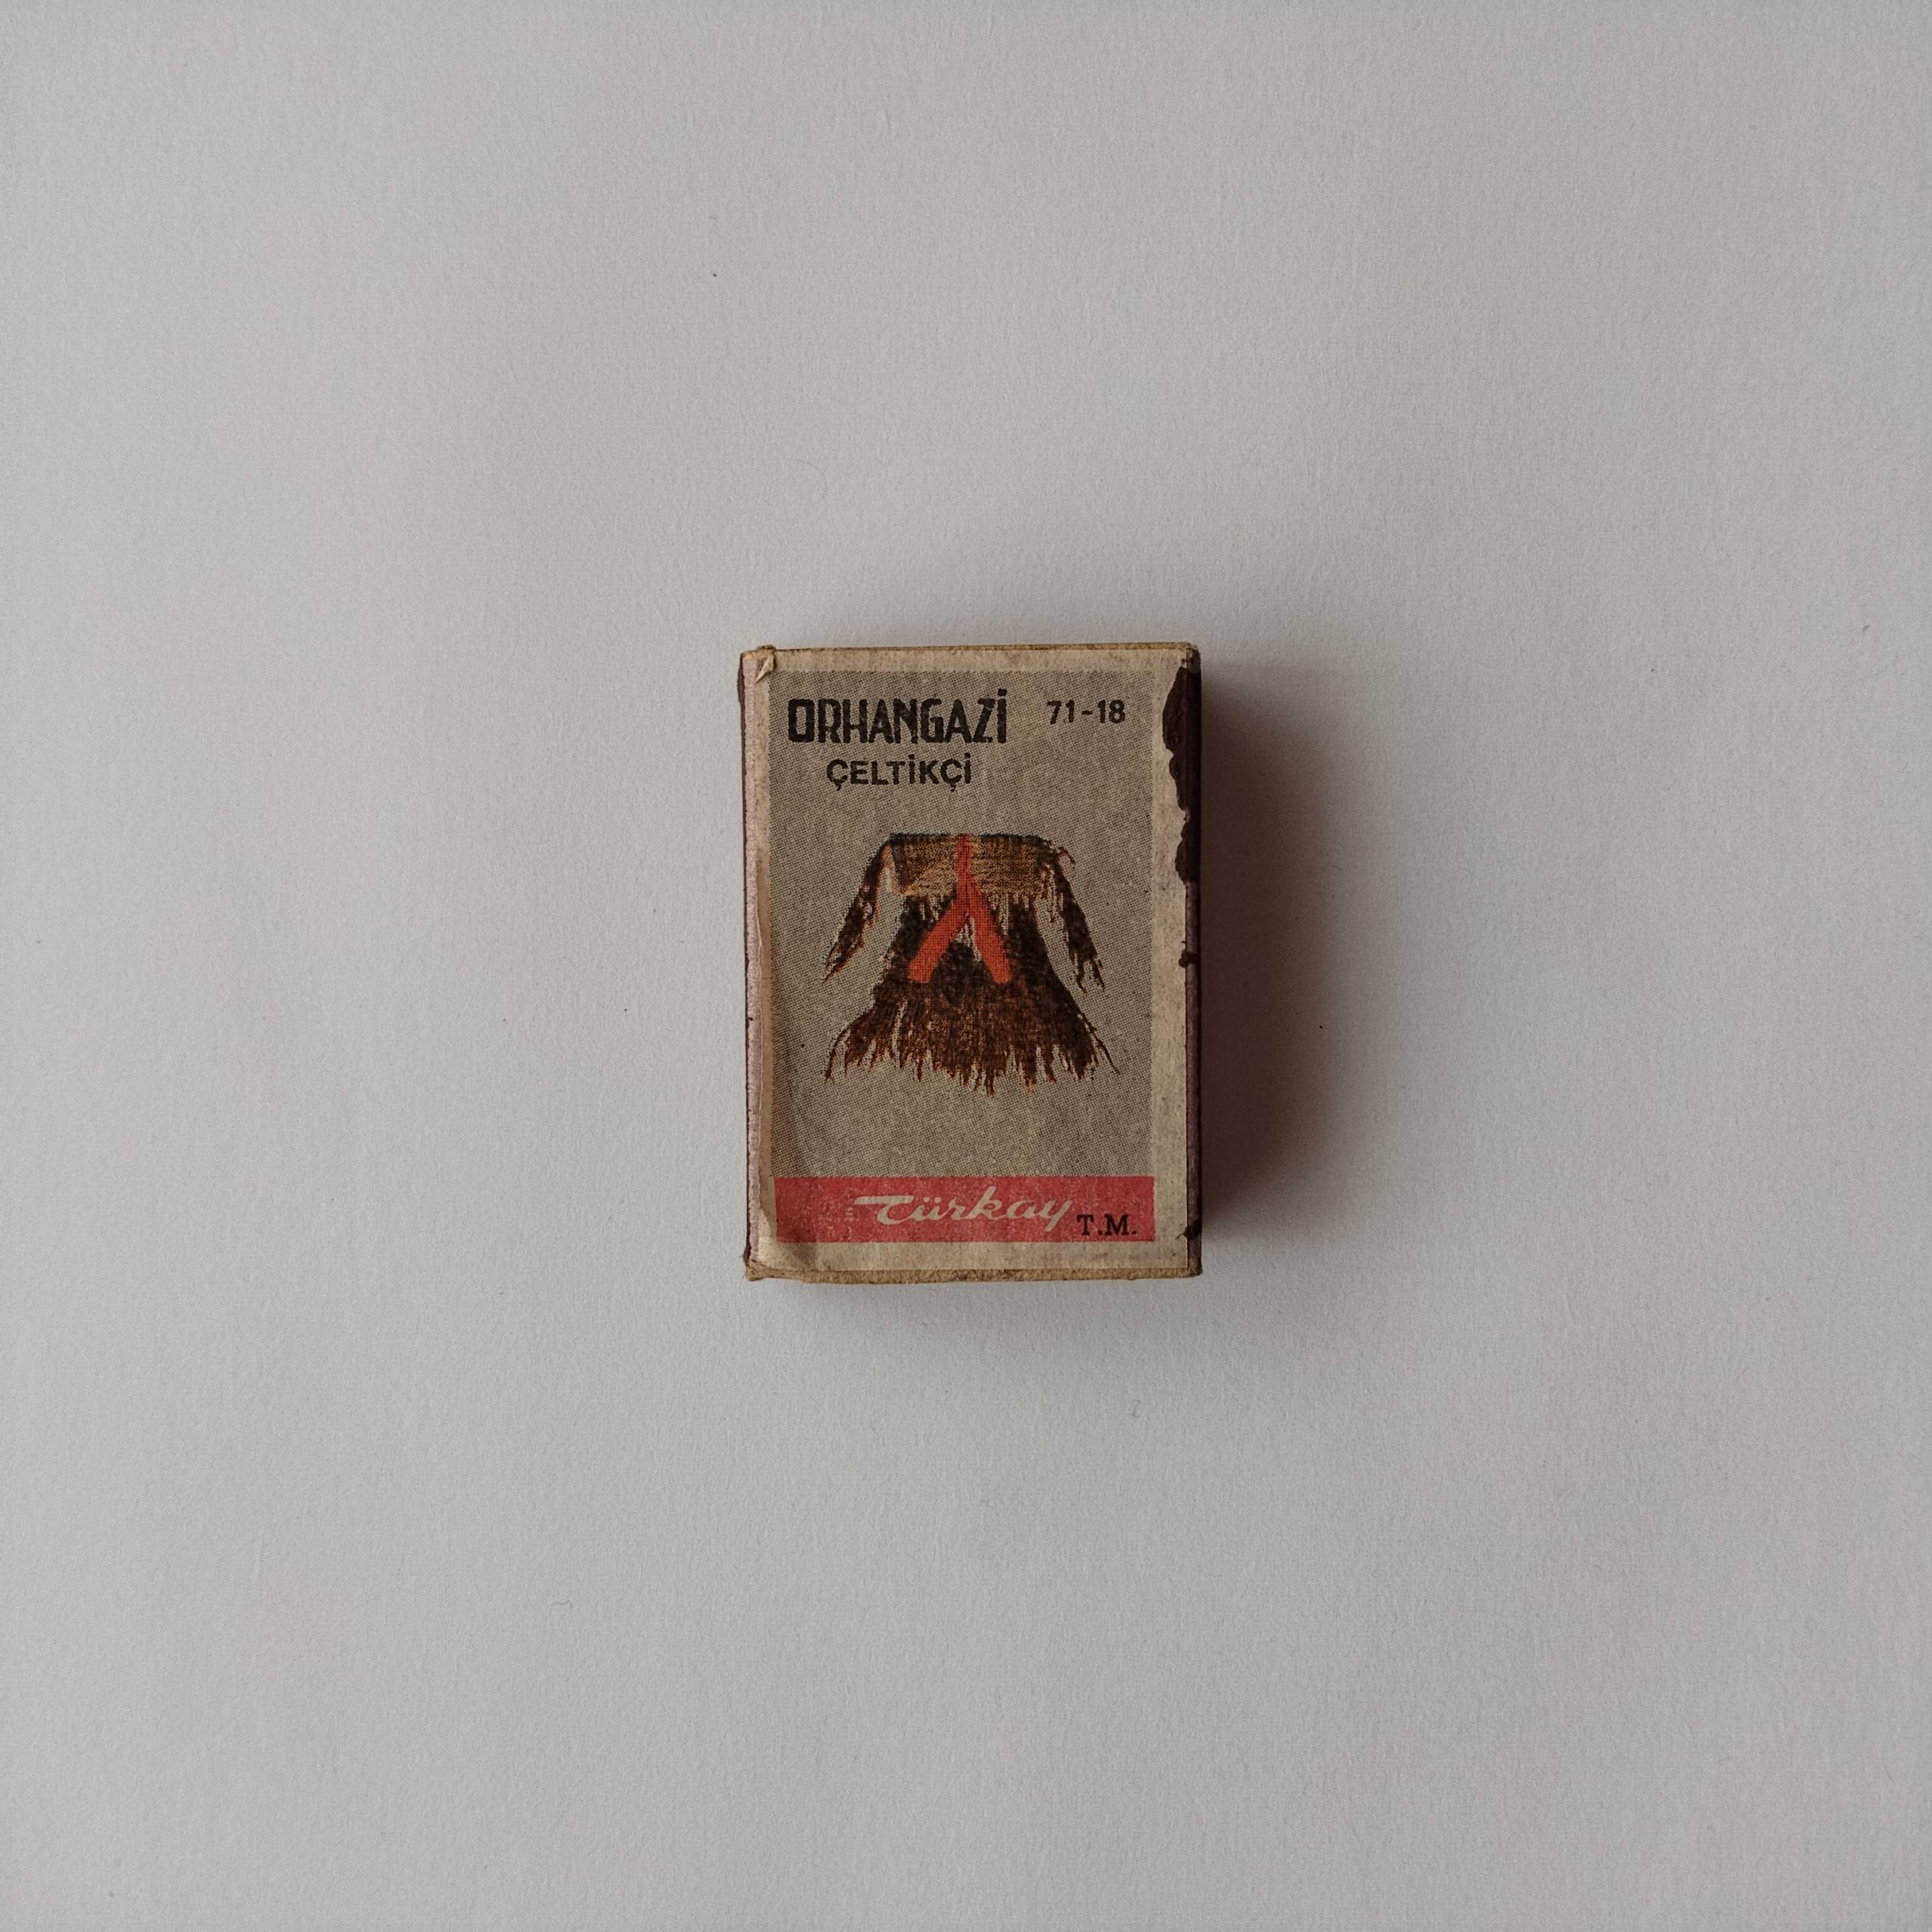 ORHANGAZİ 71-18
ÇELTİKÇİ
Türkay T.M.